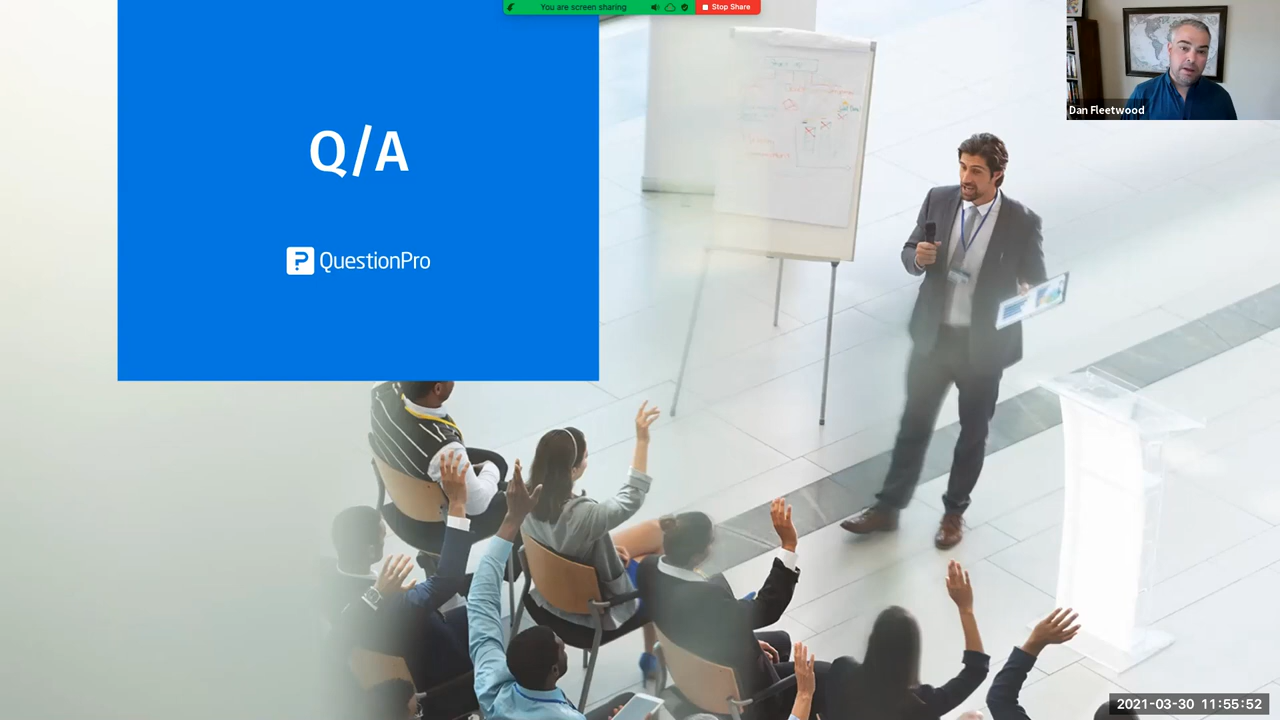 You are screen sharing
Stop Share
Dan Fleetwood
Q/A
QuestionPro
2021-03-30 11:55:52